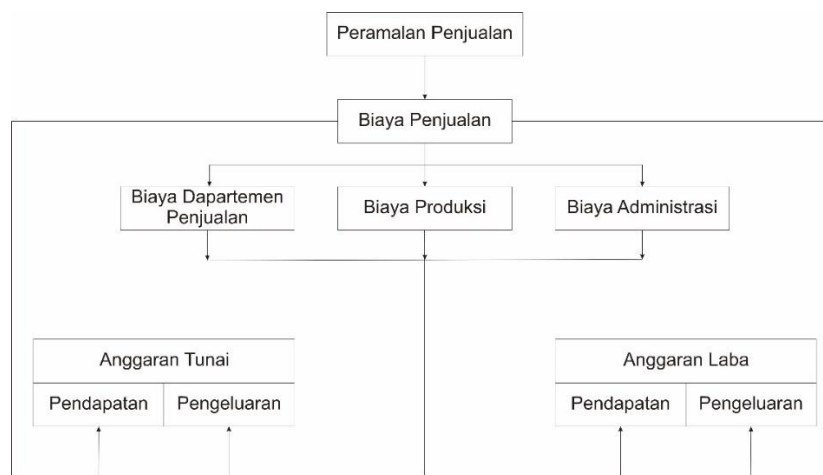 Peramalan Penjualan
Biaya Penjualan
Biaya Dapartemen
Penjualan
Biaya Produksi
Biaya Administrasi
Anggaran Tunai
Pendapatan
Pengeluaran
Anggaran Laba
Pendapatan
Pengeluaran